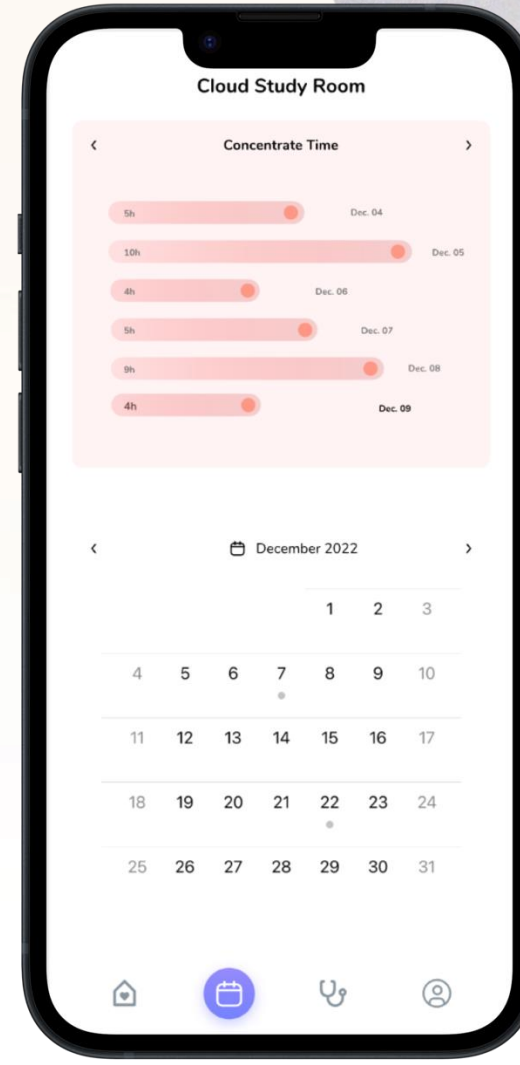 Cloud Study Room
Concentrate Time
5h Dec. 04
10h Dec. 05
4h Dec. 06
5h Dec. 07
9h Dec. 08
4h Dec. 09
December 2022
1 2 3
4 5 6 7 8 9 10
11 12 13 14 15 16 17
18 19 20 21 22 23 24
25 26 27 28 29 30 31